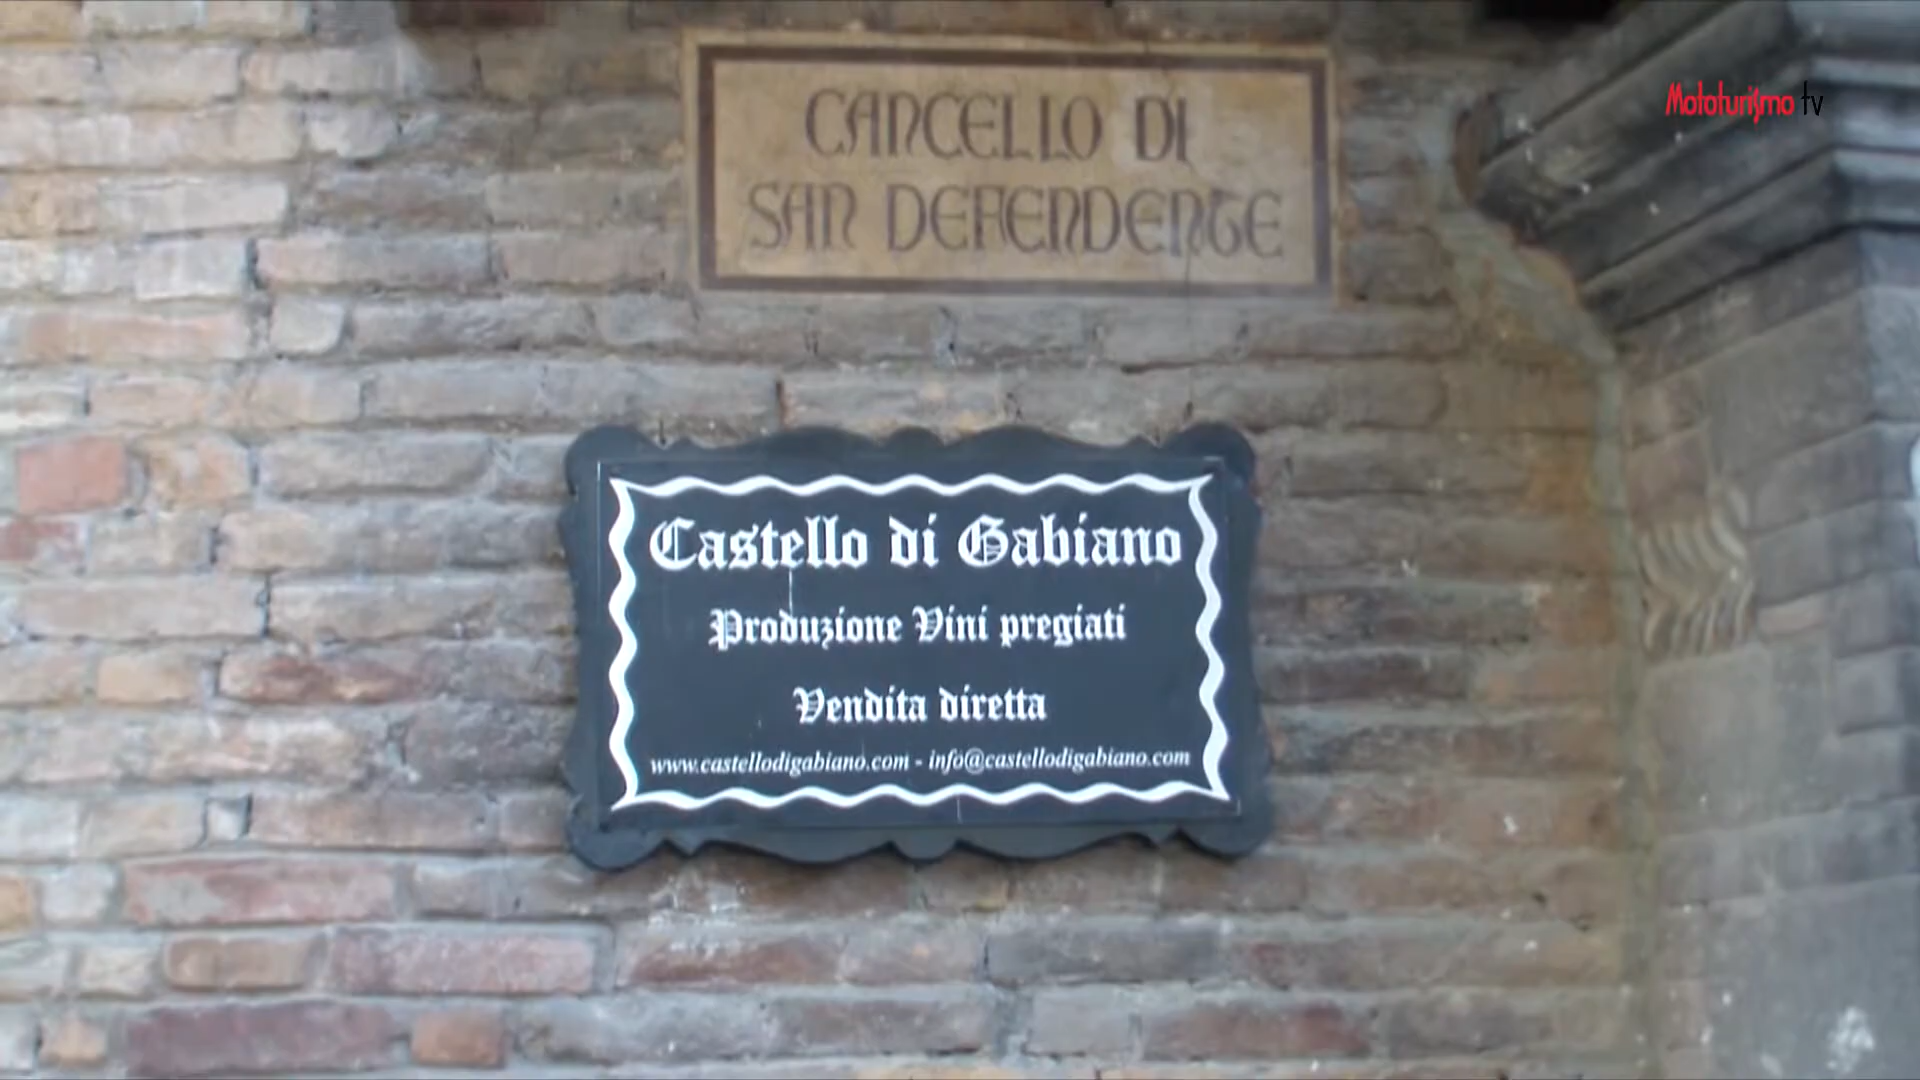 CANCELLO DI
SAN DEFENDENTE
Mototurismo tv
Castello di Gabiano
Produzione Vini pregiati
Vendita diretta
www.castellodigabiano.com - info@castellodigabiano.com